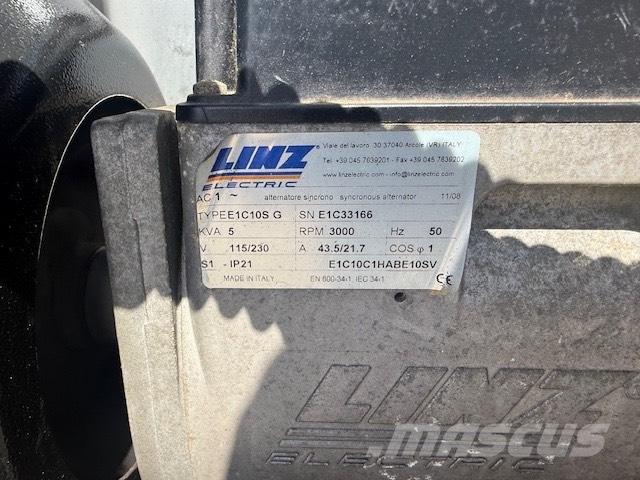 LINZ®
ELECTRIC
Viale del lavoro, 30 37040 Arcole (VR) ITALY
Tel. +39 045 7639201 - Fax +39 045 7639202
www.linzelectric.com info@linzelectric.com
AC 1 ~ alternatore sincrono synchronous alternator 11/08
TYPE E1C10S G SN E1C33166
KVA 5 RPM 3000 Hz 50
V 115/230 A 43.5/21.7 COS φ 1
S1 - IP21 E1C10C1HABE10SV
MADE IN ITALY EN 600-34-1, IEC 34-1 CE
LINZ
ELECTRIC
MASCUS